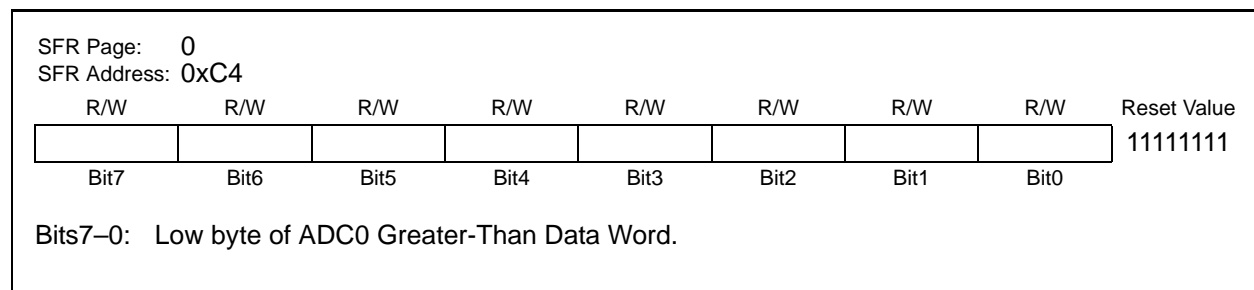 SFR Page: 0
SFR Address: 0xC4
R/W R/W R/W R/W R/W R/W R/W R/W Reset Value
11111111
Bit7 Bit6 Bit5 Bit4 Bit3 Bit2 Bit1 Bit0
Bits7–0: Low byte of ADC0 Greater-Than Data Word.